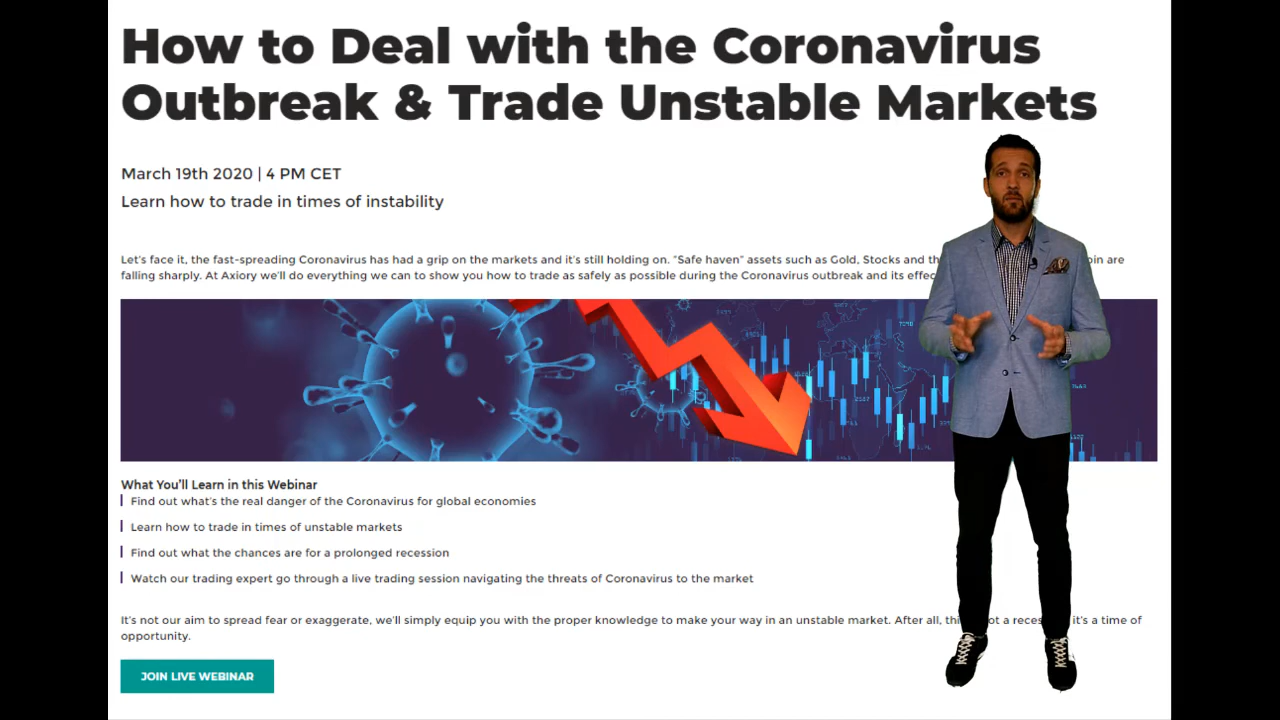 How to Deal with the Coronavirus
Outbreak & Trade Unstable Markets
March 19th 2020 | 4 PM CET
Learn how to trade in times of instability
Let's face it, the fast-spreading Coronavirus has had a grip on the markets and it's still holding on. "Safe haven" assets such as Gold, Stocks and are
falling sharply. At Axiory we'll do everything we can to show you how to trade as safely as possible during the Coronavirus outbreak and its
What You'll Learn in this Webinar
Find out what's the real danger of the Coronavirus for global economies
Learn how to trade in times of unstable markets
Find out what the chances are for a prolonged recession
Watch our trading expert go through a live trading session navigating the threats of Coronavirus to the market
It's not our aim to spread fear or exaggerate, we'll simply equip you with the proper knowledge to make your way in an unstable market. After all, it's a time of
opportunity.
JOIN LIVE WEBINAR